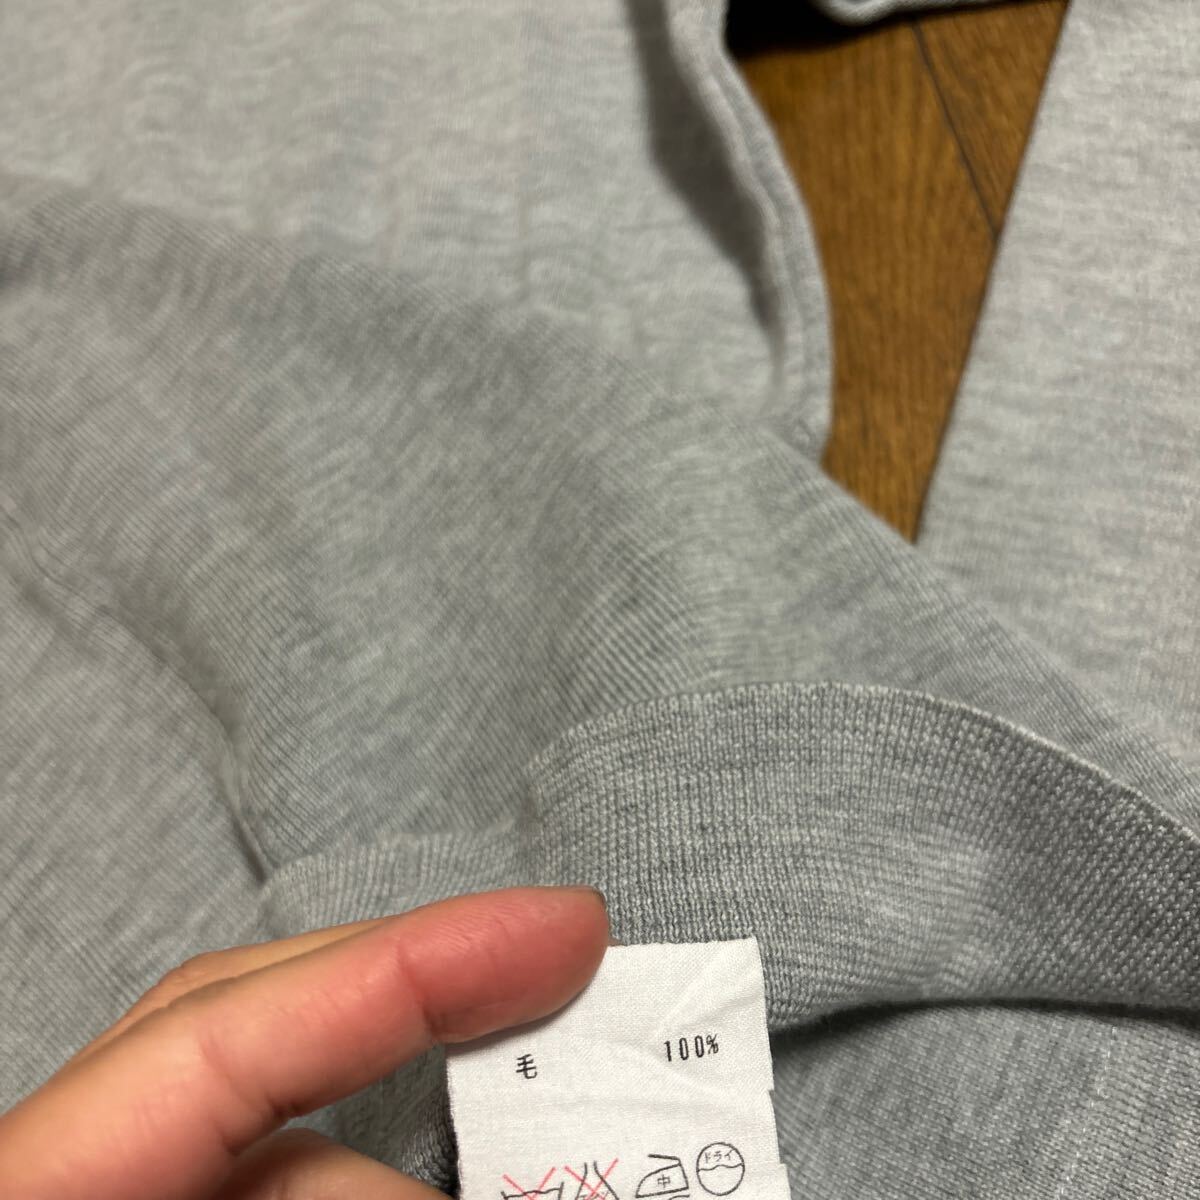 毛 100%
中 ドライ